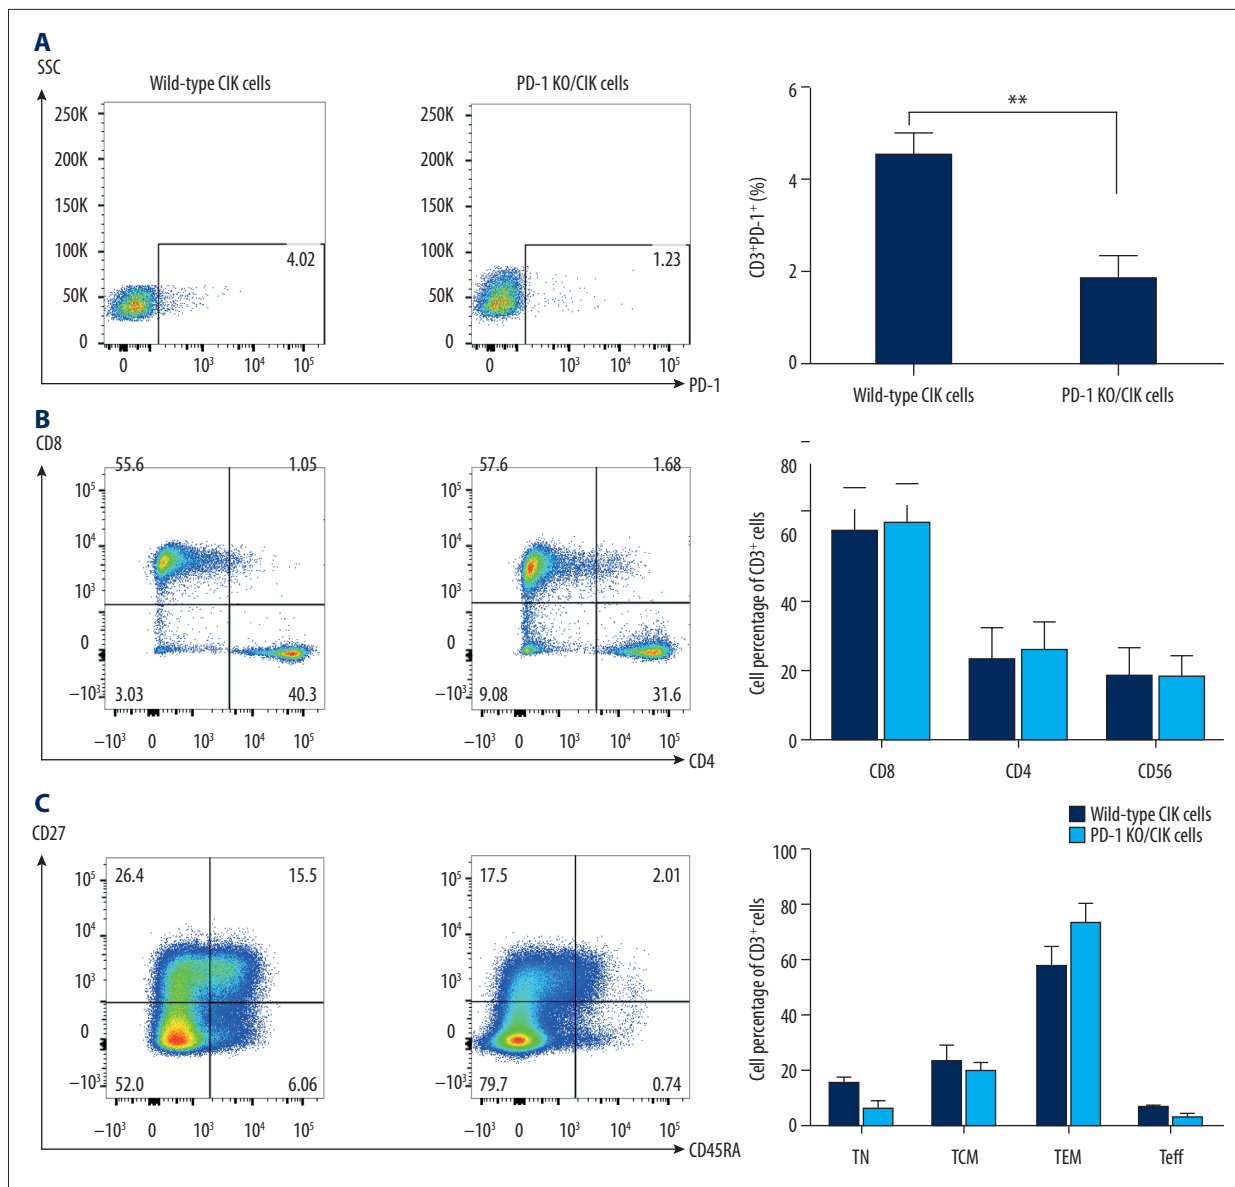 A
SSC
Wild-type CIK cells
PD-1 KO/CIK cells
250K
200K
150K
100K
50K
0
4.02
0 10³ 10⁴ 10⁵
250K
200K
150K
100K
50K
0
1.23
0 10³ 10⁴ 10⁵
PD-1
CD3⁺PD-1⁺ (%)
6
4
2
0
**
Wild-type CIK cells
PD-1 KO/CIK cells
B
CD8
55.6 1.05
10⁵
10⁴
10³
0
−10³
3.03 40.3
−10³ 0 10³ 10⁴ 10⁵
57.6 1.68
10⁵
10⁴
10³
0
−10³
9.08 31.6
−10³ 0 10³ 10⁴ 10⁵
CD4
Cell percentage of CD3⁺ cells
80
60
40
20
0
CD8 CD4 CD56
C
CD27
26.4 15.5
10⁵
10⁴
10³
0
−10³
52.0 6.06
−10³ 0 10³ 10⁴ 10⁵
17.5 2.01
10⁵
10⁴
10³
0
−10³
79.7 0.74
−10³ 0 10³ 10⁴ 10⁵
CD45RA
Wild-type CIK cells
PD-1 KO/CIK cells
Cell percentage of CD3⁺ cells
100
80
60
40
20
0
TN TCM TEM Teff